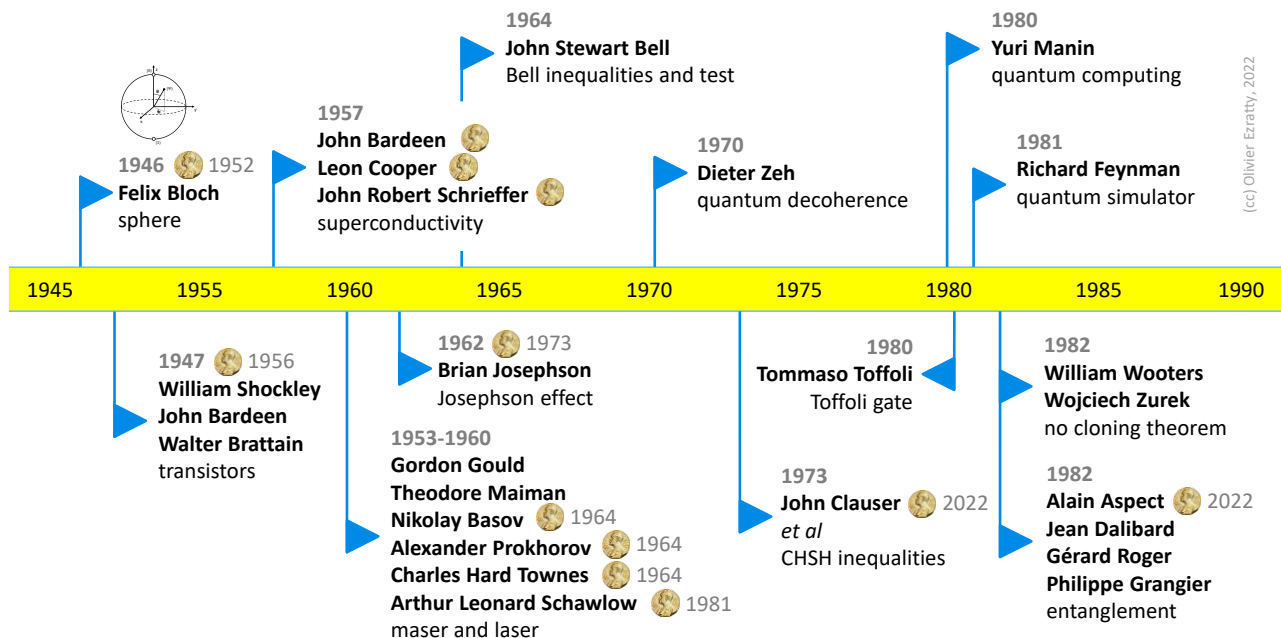 1964
John Stewart Bell
Bell inequalities and test
1980
Yuri Manin
quantum computing
(cc) Olivier Ezratty, 2022
1957
John Bardeen
Leon Cooper
John Robert Schrieffer
superconductivity
1946 1952
Felix Bloch
sphere
1970
Dieter Zeh
quantum decoherence
1981
Richard Feynman
quantum simulator
1945 1955 1960 1965 1970 1975 1980 1985 1990
1947 1956
William Shockley
John Bardeen
Walter Brattain
transistors
1962 1973
Brian Josephson
Josephson effect
1953-1960
Gordon Gould
Theodore Maiman
Nikolay Basov 1964
Alexander Prokhorov 1964
Charles Hard Townes 1964
Arthur Leonard Schawlow 1981
maser and laser
1980
Tommaso Toffoli
Toffoli gate
1973
John Clauser 2022
et al
CHSH inequalities
1982
William Wooters
Wojciech Zurek
no cloning theorem
1982
Alain Aspect 2022
Jean Dalibard
Gérard Roger
Philippe Grangier
entanglement